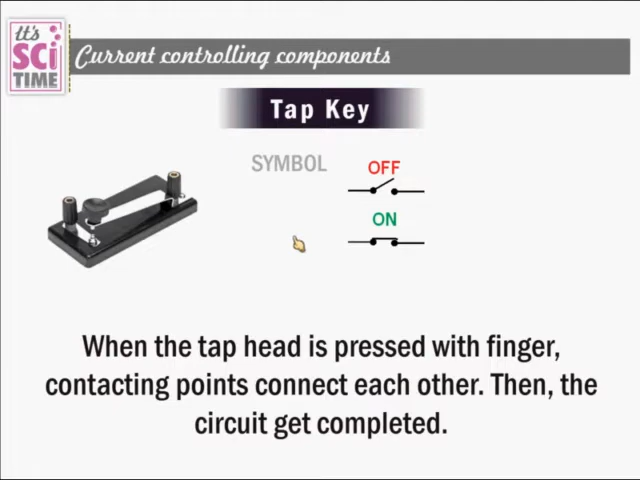 It's
SCI
TIME
Current controlling components
Tap Key
SYMBOL
OFF
ON
When the tap head is pressed with finger,
contacting points connect each other. Then, the
circuit get completed.